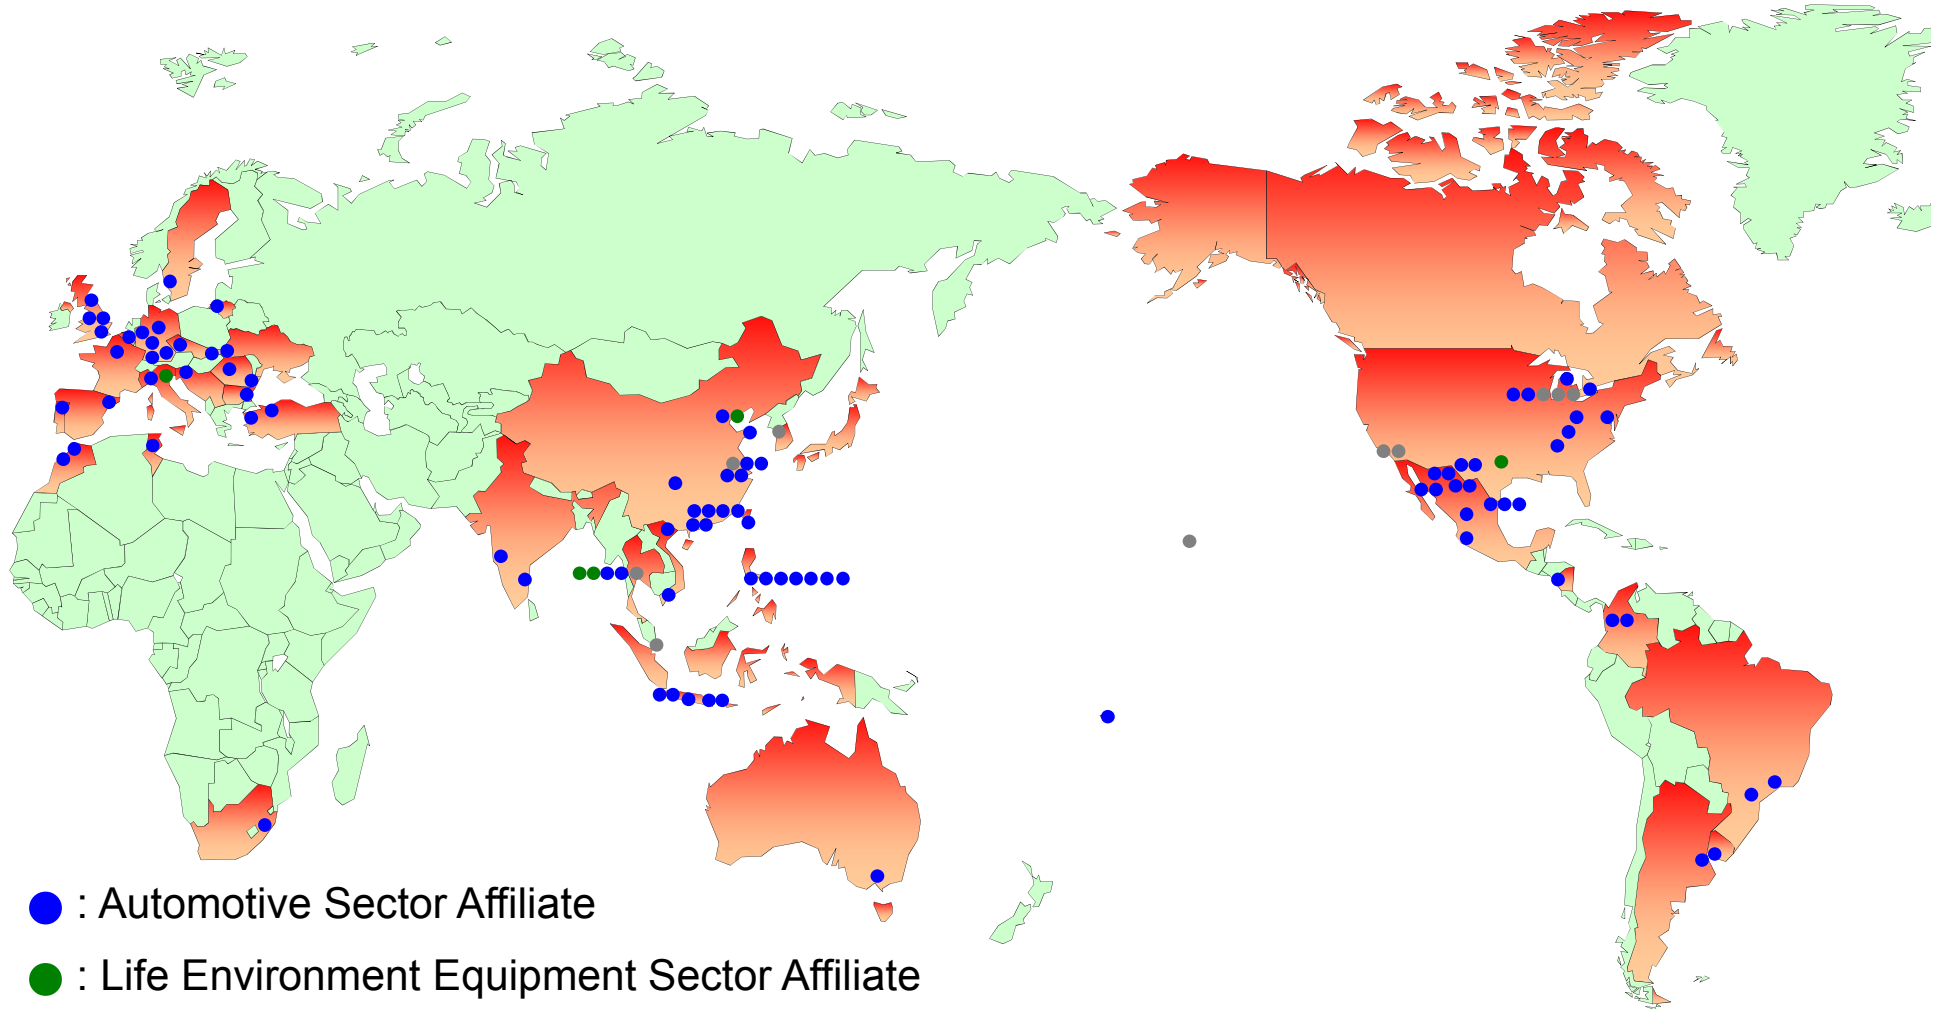 : Automotive Sector Affiliate
: Life Environment Equipment Sector Affiliate